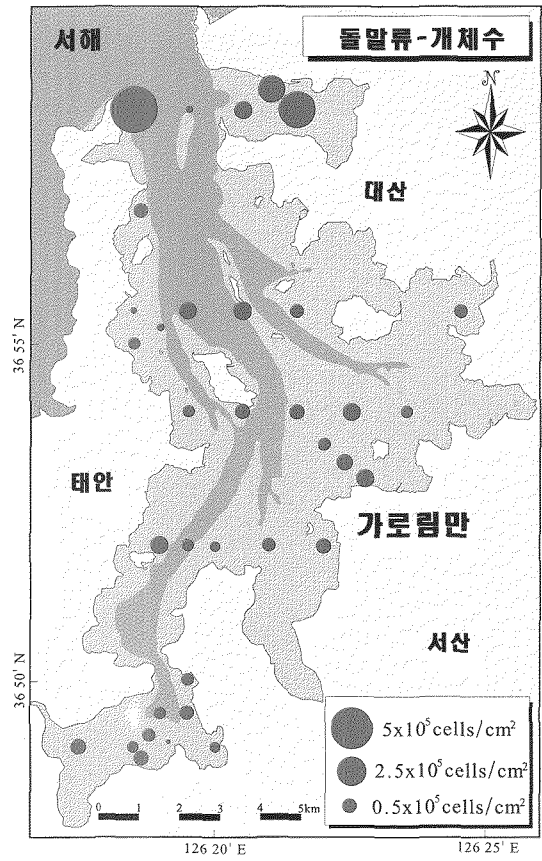 서해
돌말류-개체수
N
대산
36 55' N
태안
가로림만
서산
36 50' N
5x10⁵cells/cm²
2.5x10⁵cells/cm²
0.5x10⁵cells/cm²
0 1 2 3 4 5km
126 20' E
126 25' E